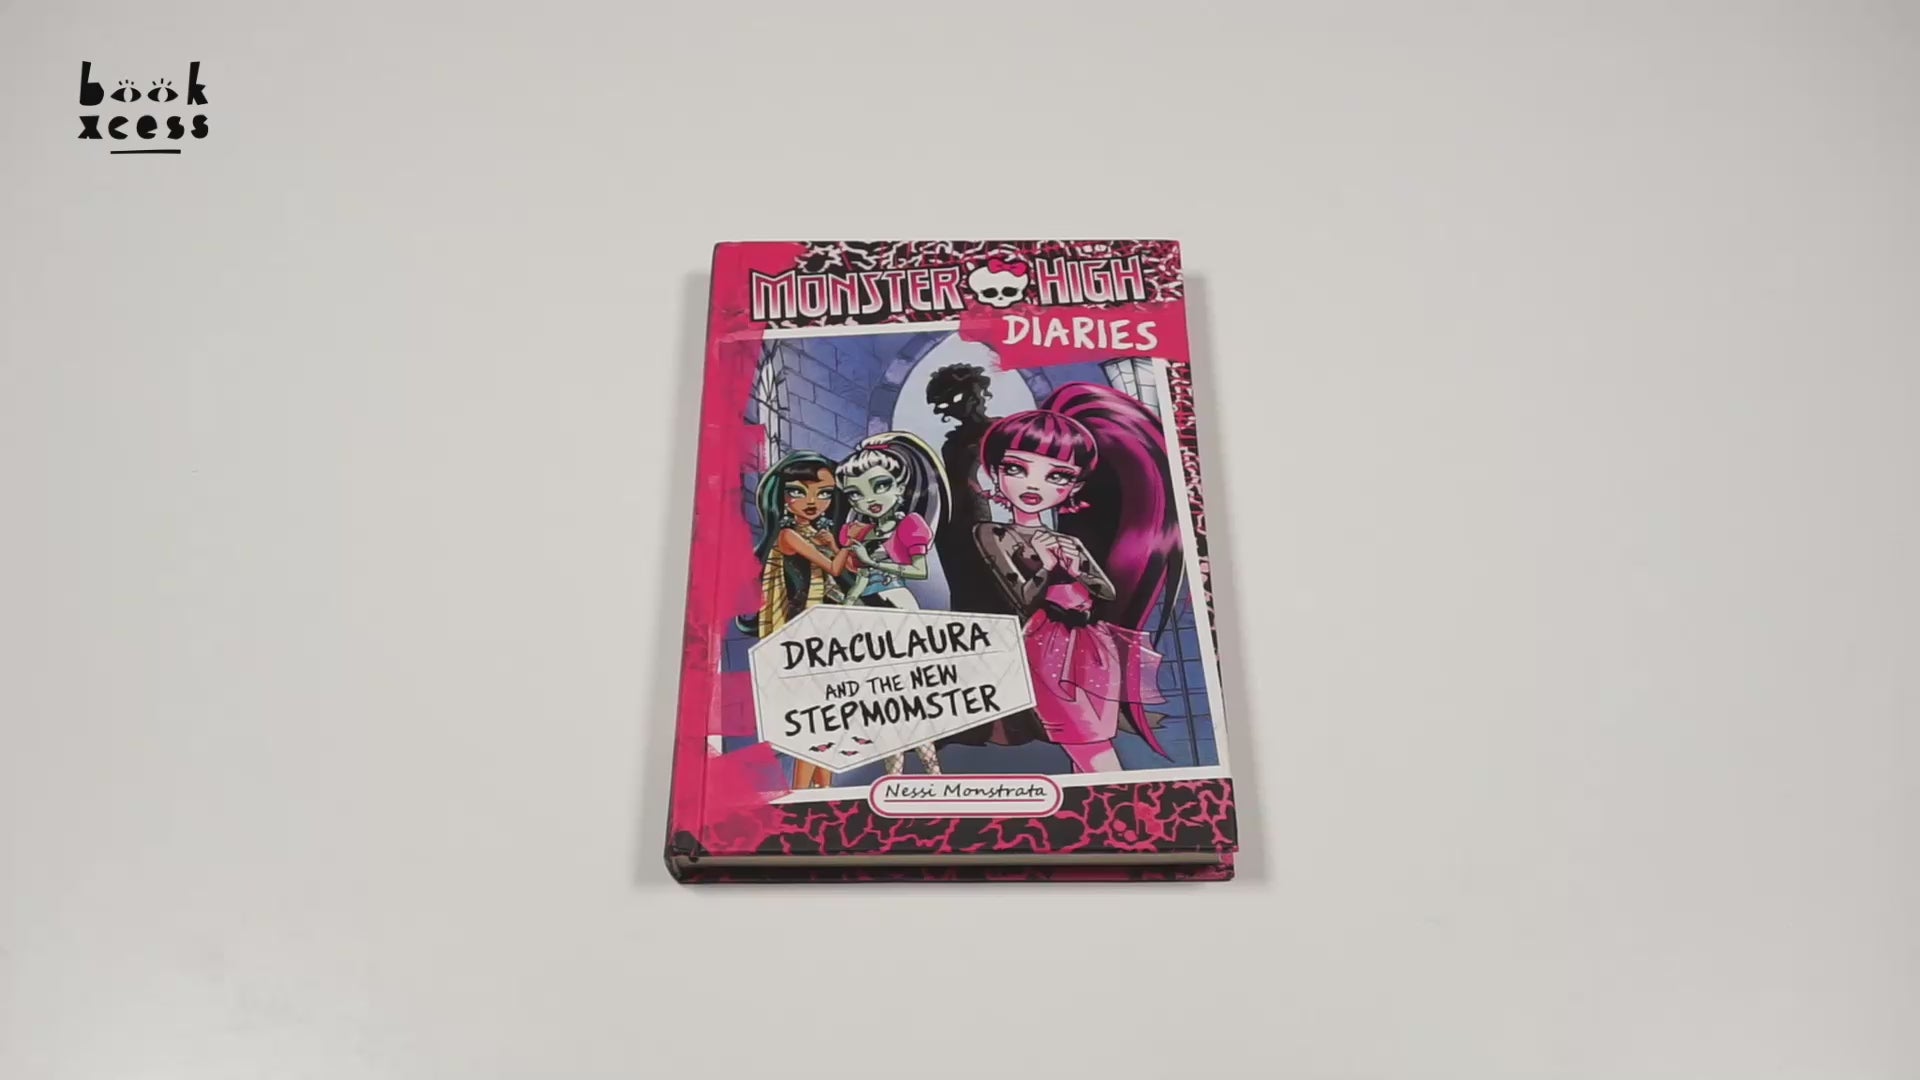 book
xcess
MONSTER HIGH
DIARIES
DRACULAURA
AND THE NEW
STEPMOMSTER
Nessi Monstrata